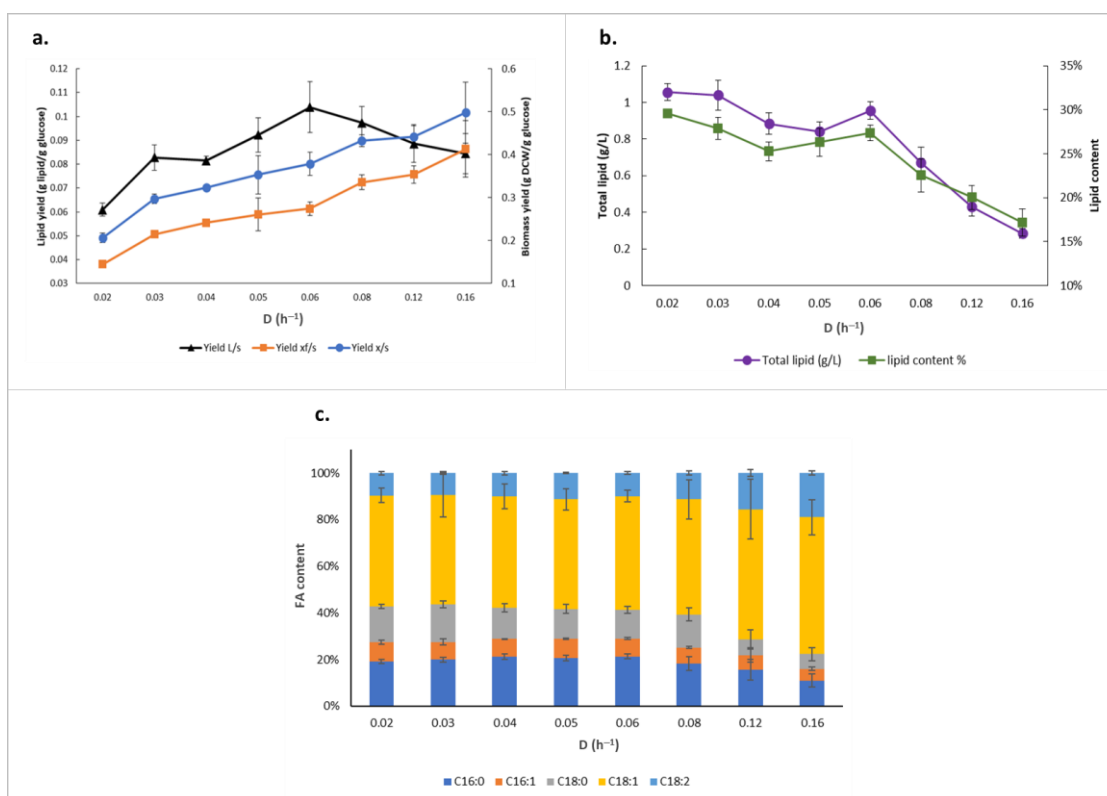 a.
Lipid yield (g lipid/g glucose)
0.12
0.11
0.1
0.09
0.08
0.07
0.06
0.05
0.04
0.03
0.6
0.5
0.4
0.3
0.2
0.1
Biomass yield (g DCW/g glucose)
0.02 0.03 0.04 0.05 0.06 0.08 0.12 0.16
D (h⁻¹)
Yield L/s Yield xf/s Yield x/s
b.
Total lipid (g/L)
1.2
1
0.8
0.6
0.4
0.2
0
35%
30%
25%
20%
15%
10%
Lipid content
0.02 0.03 0.04 0.05 0.06 0.08 0.12 0.16
D (h⁻¹)
Total lipid (g/L) lipid content %
c.
FA content
100%
80%
60%
40%
20%
0%
0.02 0.03 0.04 0.05 0.06 0.08 0.12 0.16
D (h⁻¹)
C16:0 C16:1 C18:0 C18:1 C18:2